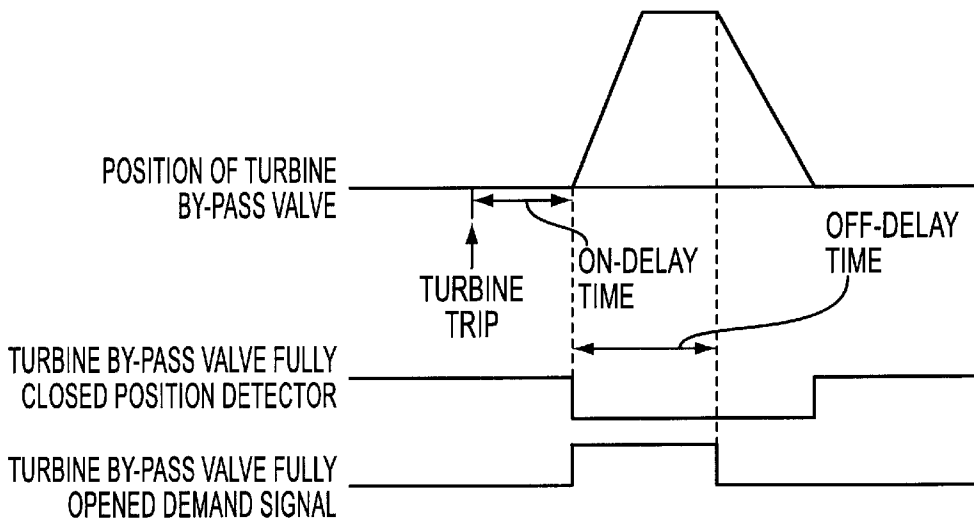 POSITION OF TURBINE
BY-PASS VALVE
TURBINE
TRIP
ON-DELAY
TIME
OFF-DELAY
TIME
TURBINE BY-PASS VALVE FULLY
CLOSED POSITION DETECTOR
TURBINE BY-PASS VALVE FULLY
OPENED DEMAND SIGNAL